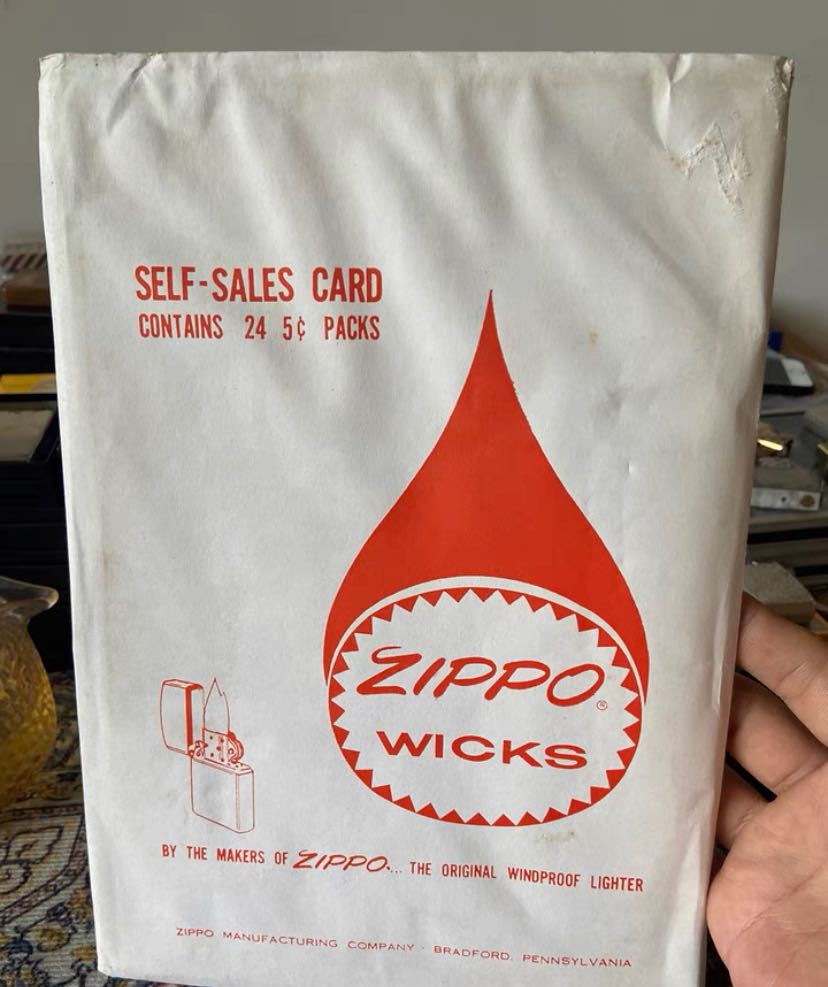 SELF-SALES CARD
CONTAINS 24 5¢ PACKS
ZIPPO®
WICKS
BY THE MAKERS OF ZIPPO... THE ORIGINAL WINDPROOF LIGHTER
ZIPPO MANUFACTURING COMPANY · BRADFORD, PENNSYLVANIA